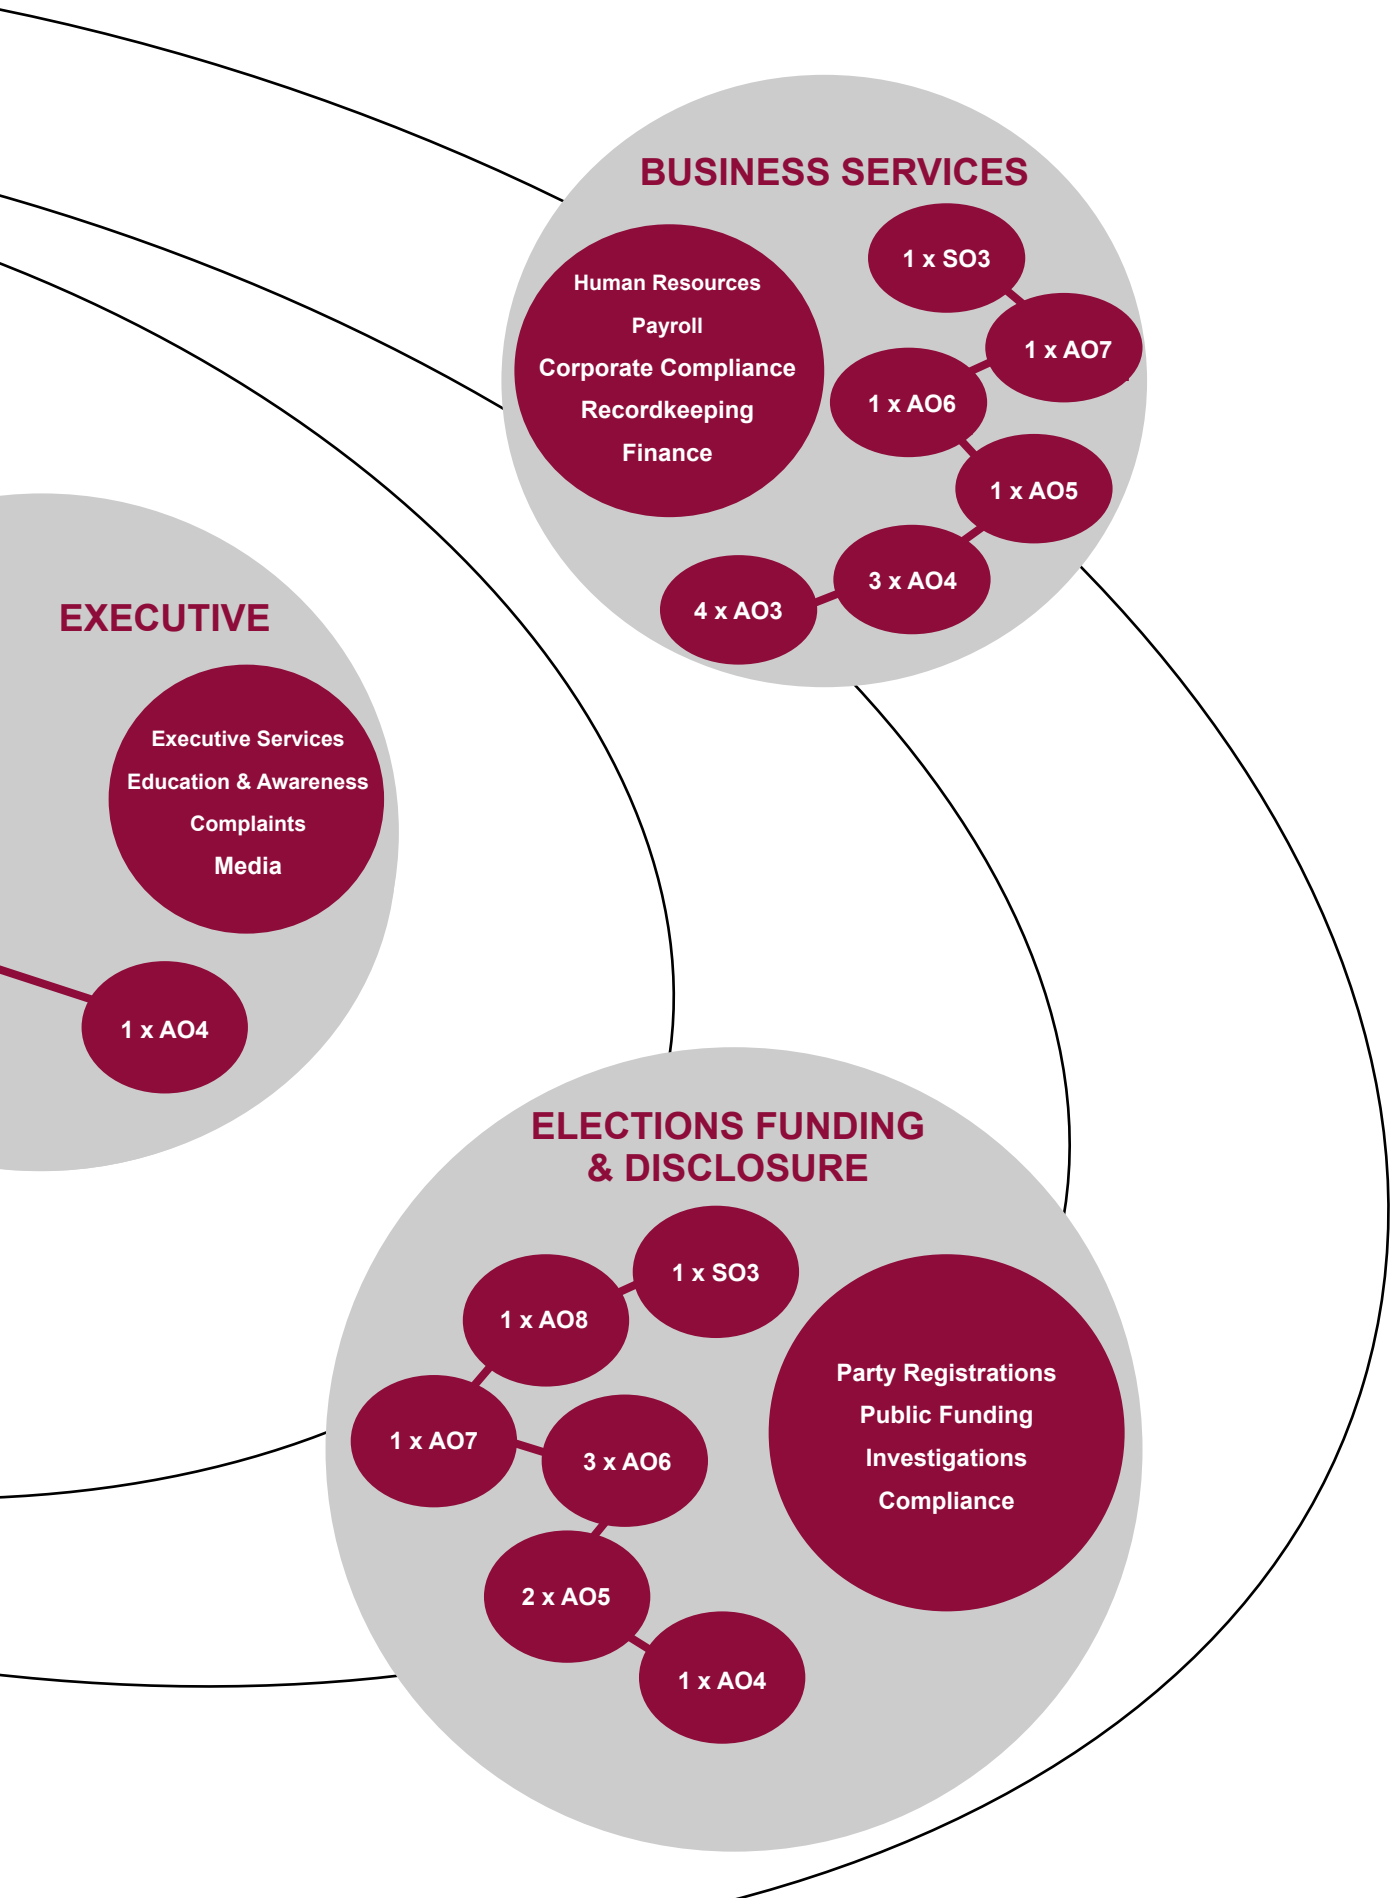 BUSINESS SERVICES
Human Resources
Payroll
Corporate Compliance
Recordkeeping
Finance
1 x SO3
1 x AO7
1 x AO6
1 x AO5
3 x AO4
4 x AO3
EXECUTIVE
Executive Services
Education & Awareness
Complaints
Media
1 x AO4
ELECTIONS FUNDING
& DISCLOSURE
1 x SO3
1 x AO8
1 x AO7
3 x AO6
2 x AO5
1 x AO4
Party Registrations
Public Funding
Investigations
Compliance